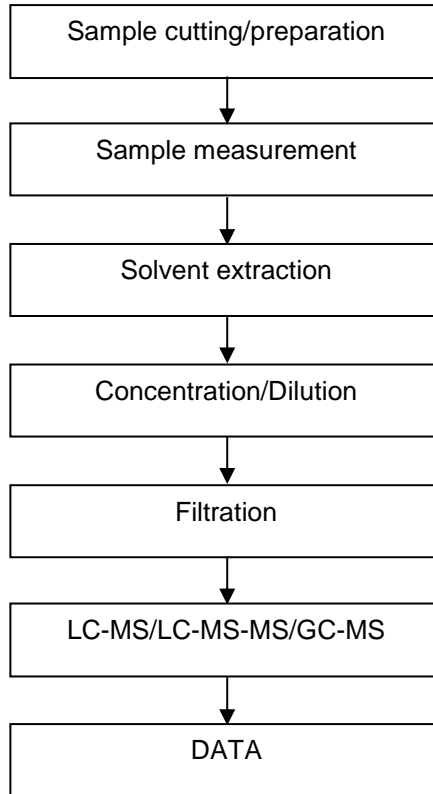 Sample cutting/preparation
Sample measurement
Solvent extraction
Concentration/Dilution
Filtration
LC-MS/LC-MS-MS/GC-MS
DATA